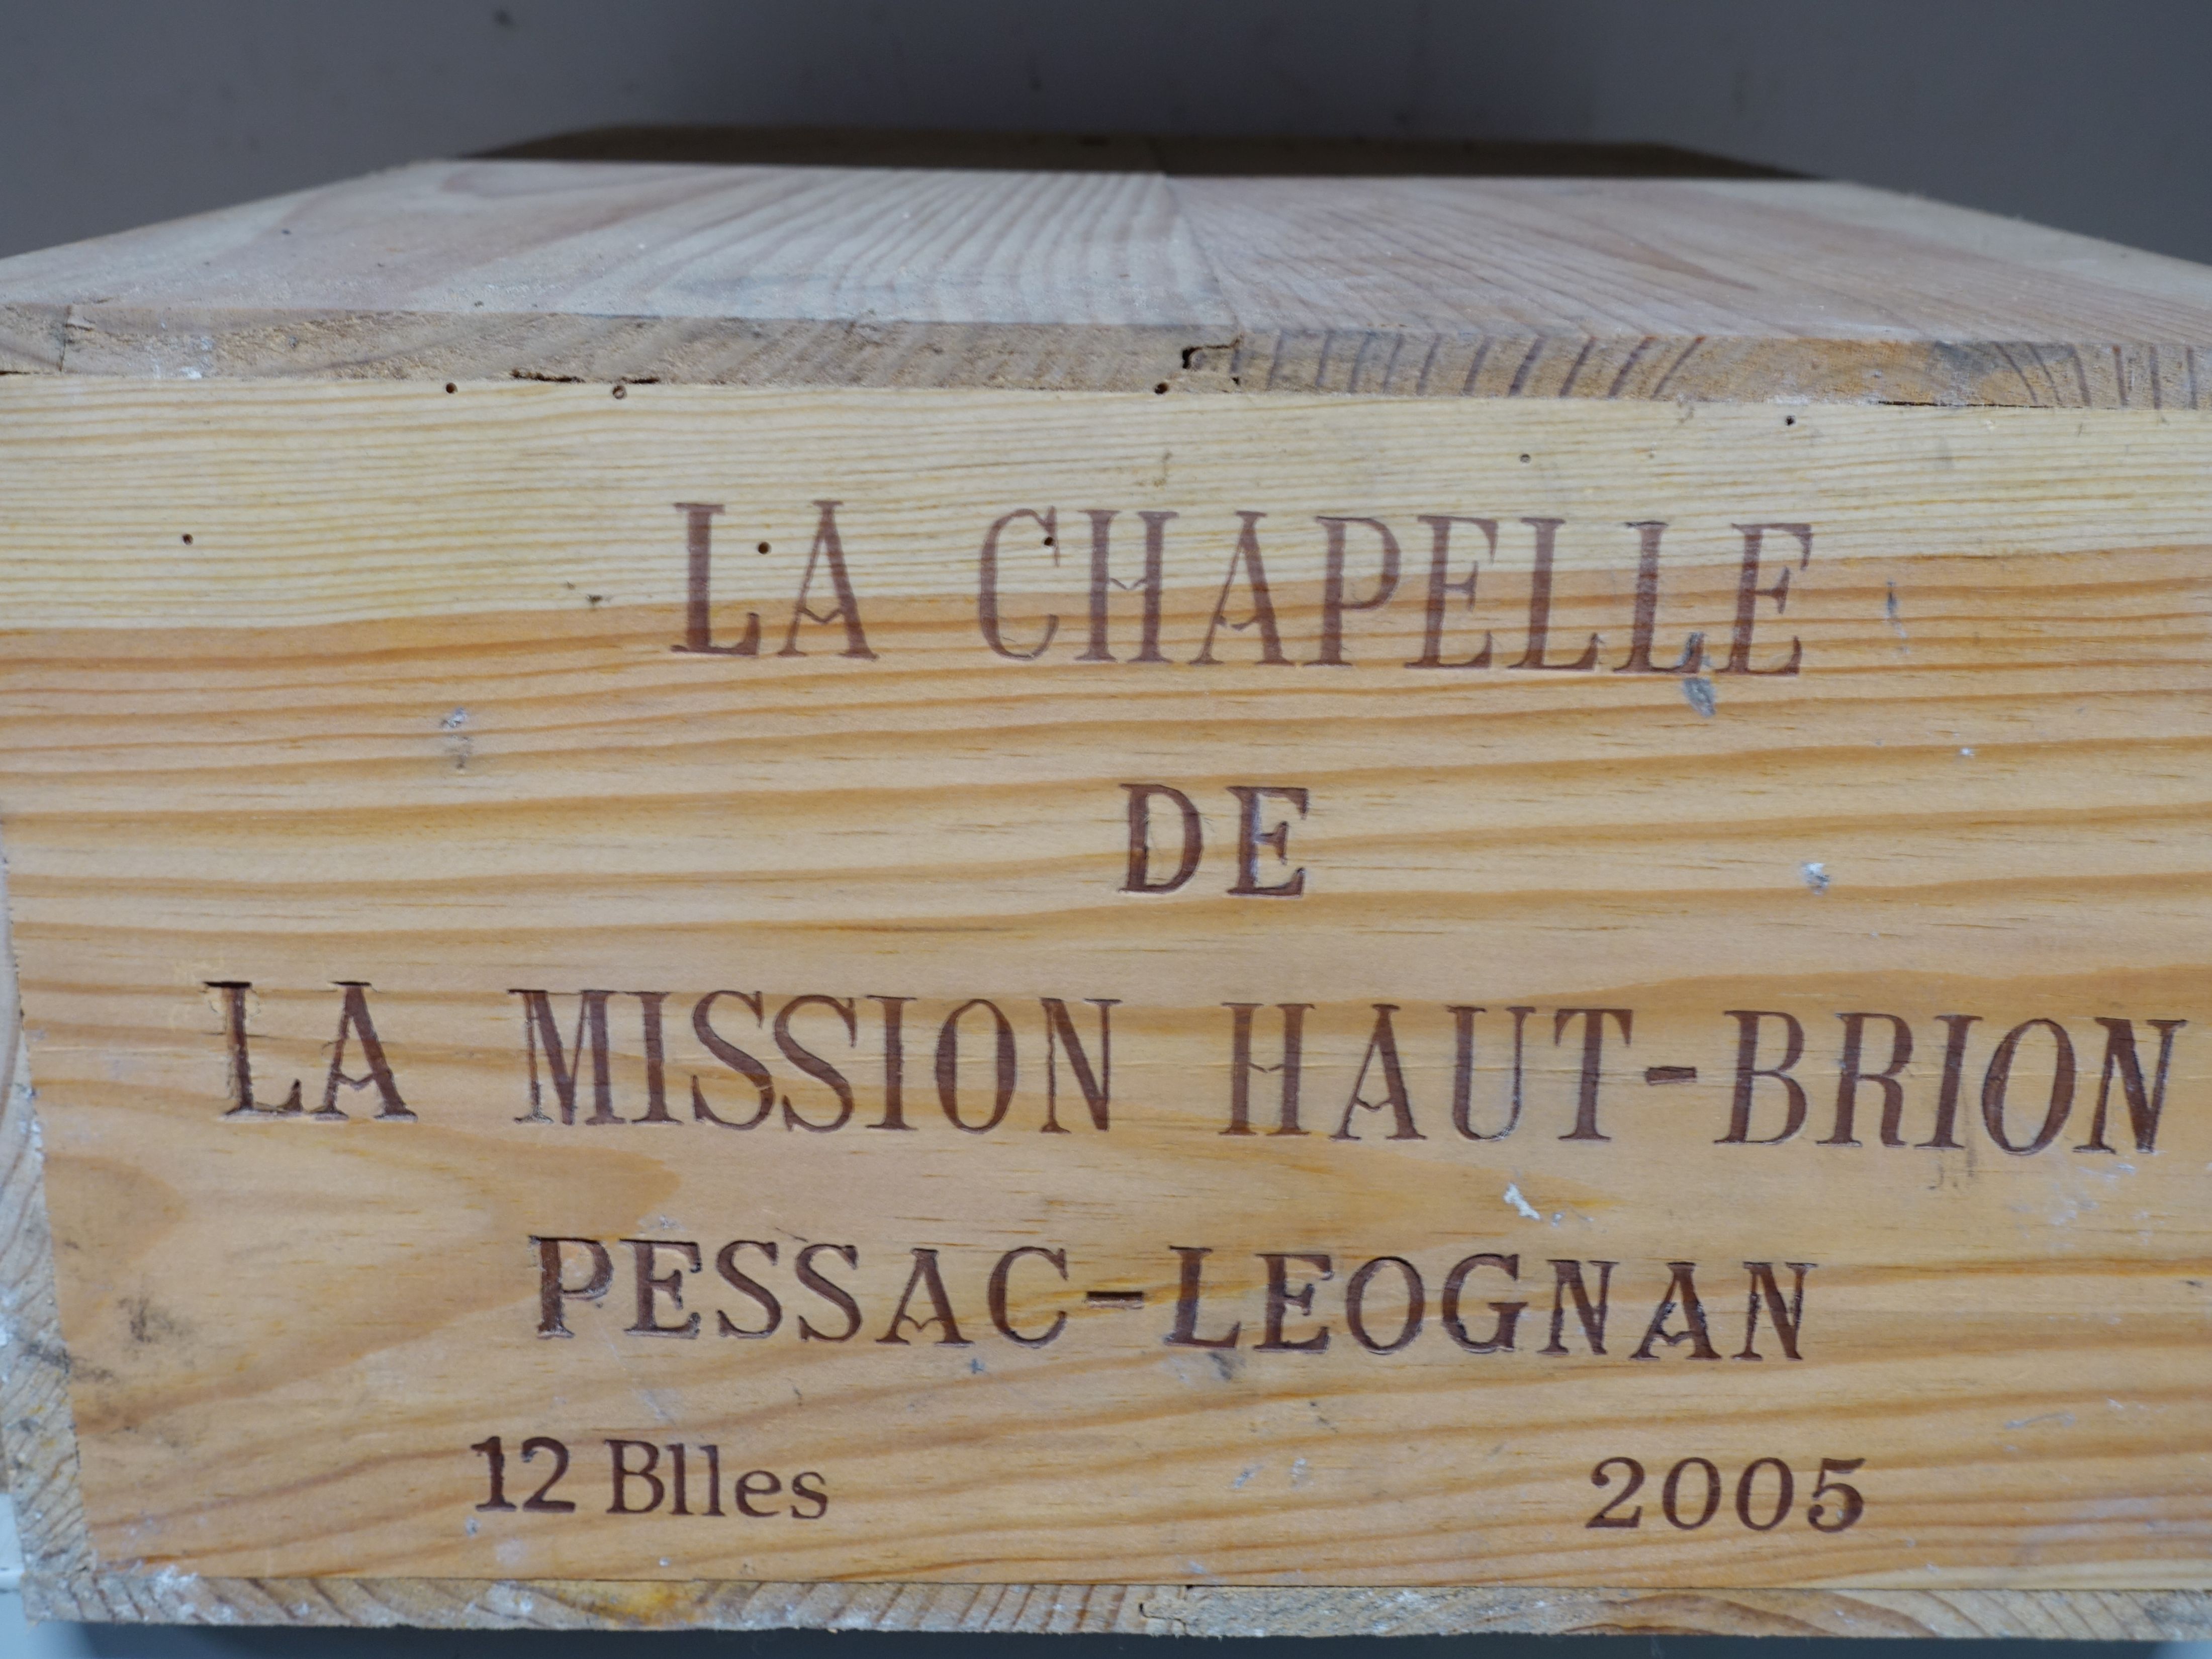 LA CHAPELLE
DE
LA MISSION HAUT-BRION
PESSAC-LEOGNAN
12 Blles 2005